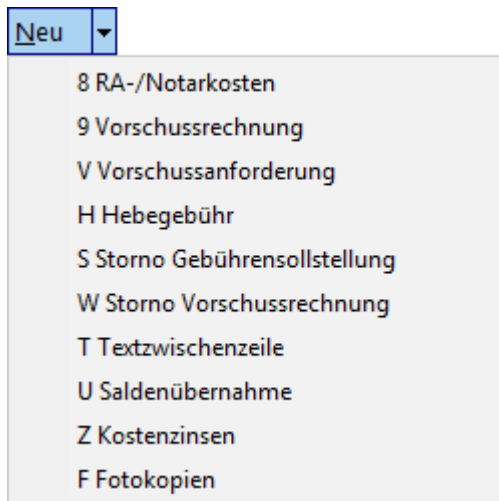 Neu
8 RA-/Notarkosten
9 Vorschussrechnung
V Vorschussanforderung
H Hebegebühr
S Storno Gebührensollstellung
W Storno Vorschussrechnung
T Textzwischenzeile
U Saldenübernahme
Z Kostenzinsen
F Fotokopien